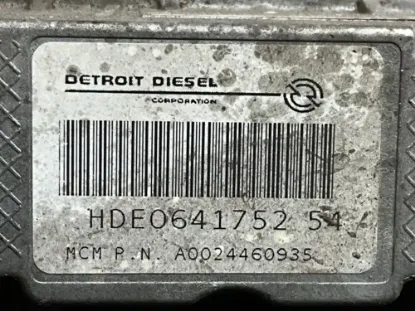 DETROIT DIESEL
CORPORATION
HDE0641752 54
MCM P.N. A0024460935